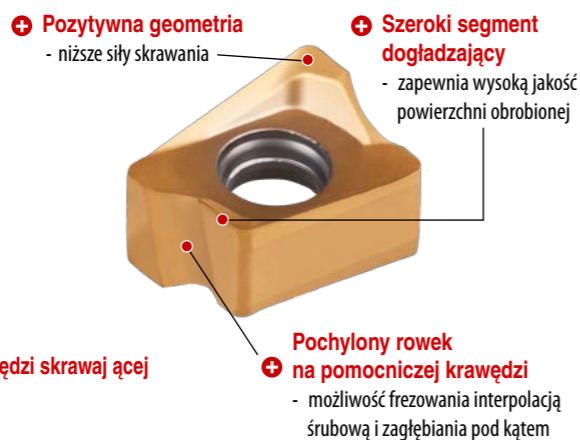 Pozytywna geometria
- niższe siły skrawania
Szeroki segment
dogładzający
- zapewnia wysoką jakość
powierzchni obrobionej
ędzi skrawaj ącej
Pochylony rowek
na pomocniczej krawędzi
- możliwość frezowania interpolacją
śrubową i zagłębiania pod kątem